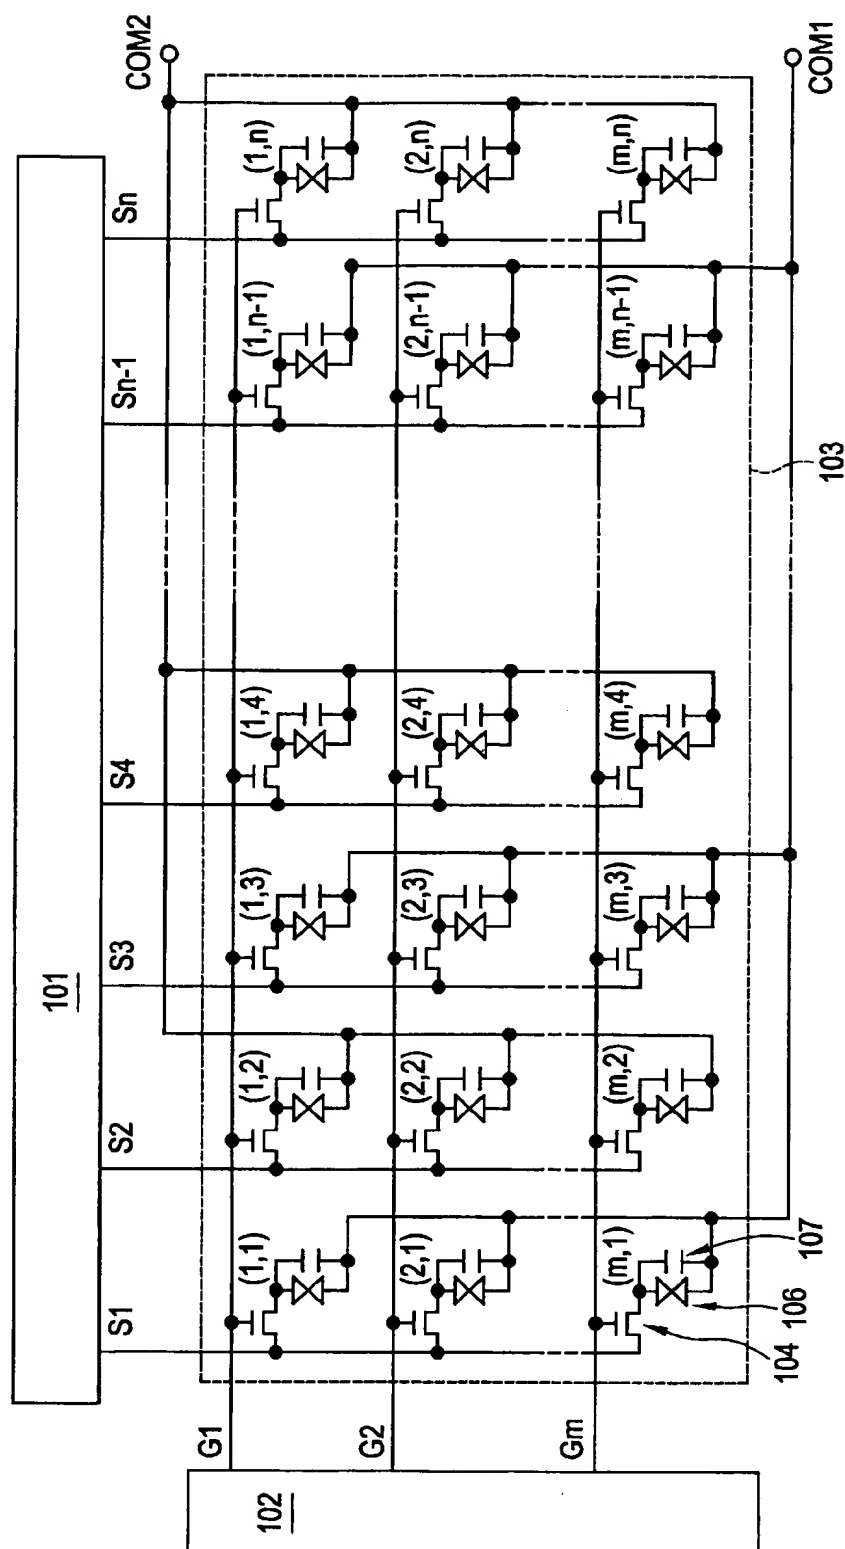 101
COM2
S1
S2
S3
S4
Sn-1
Sn
102
G1
(1,1)
(1,2)
(1,3)
(1,4)
(1,n-1)
(1,n)
G2
(2,1)
(2,2)
(2,3)
(2,4)
(2,n-1)
(2,n)
Gm
(m,1)
(m,2)
(m,3)
(m,4)
(m,n-1)
(m,n)
104
106
107
103
COM1